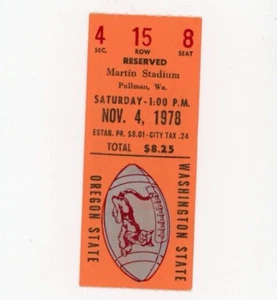 4 15 8
SEC. ROW SEAT
RESERVED
Martin Stadium
Pullman, Wa.
SATURDAY-1:00 P.M.
NOV. 4, 1978
ESTAB. PR. $8.01-CITY TAX .24
TOTAL $8.25
OREGON STATE
WASHINGTON STATE